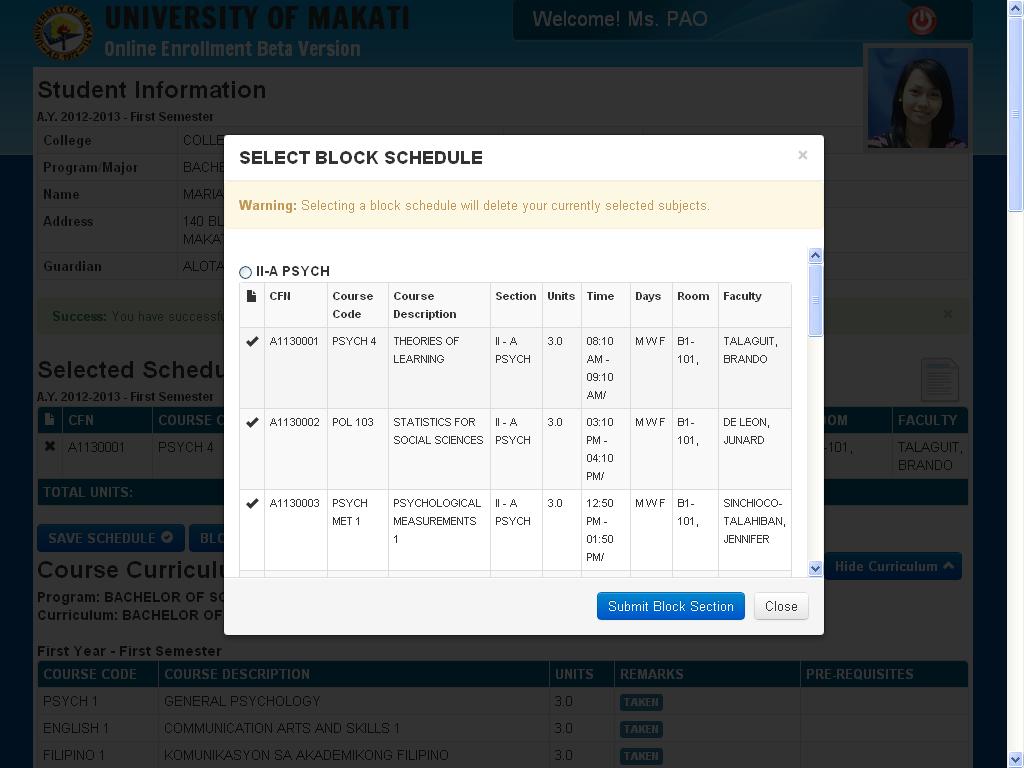 UNIVERSITY OF MAKATI
Online Enrollment Beta Version
Welcome! Ms. PAO
Student Information
A.Y. 2012-2013 - First Semester
College COLLE
Program/Major BACHE
Name MARIA
Address 140 BL
MAKAT
Guardian ALOTA
Success: You have successfu
×
Selected Schedu
A.Y. 2012-2013 - First Semester
CFN COURSE C OOM FACULTY
A1130001 PSYCH 4 -101, TALAGUIT,
BRANDO
TOTAL UNITS:
SAVE SCHEDULE BLO
Course Curriculu
Hide Curriculum
Program: BACHELOR OF SC
Curriculum: BACHELOR OF
First Year - First Semester
COURSE CODE COURSE DESCRIPTION UNITS REMARKS PRE-REQUISITES
PSYCH 1 GENERAL PSYCHOLOGY 3.0 TAKEN
ENGLISH 1 COMMUNICATION ARTS AND SKILLS 1 3.0 TAKEN
FILIPINO 1 KOMUNIKASYON SA AKADEMIKONG FILIPINO 3.0 TAKEN
SELECT BLOCK SCHEDULE ×
Warning: Selecting a block schedule will delete your currently selected subjects.
II-A PSYCH
CFN Course Course Section Units Time Days Room Faculty
Code Description
A1130001 PSYCH 4 THEORIES OF II - A 3.0 08:10 M W F B1- TALAGUIT,
LEARNING PSYCH AM - 101, BRANDO
09:10
AM/
A1130002 POL 103 STATISTICS FOR II - A 3.0 03:10 M W F B1- DE LEON,
SOCIAL SCIENCES PSYCH PM - 101, JUNARD
04:10
PM/
A1130003 PSYCH PSYCHOLOGICAL II - A 3.0 12:50 M W F B1- SINCHIOCO-
MET 1 MEASUREMENTS PSYCH PM - 101, TALAHIBAN,
1 01:50 JENNIFER
PM/
Submit Block Section Close